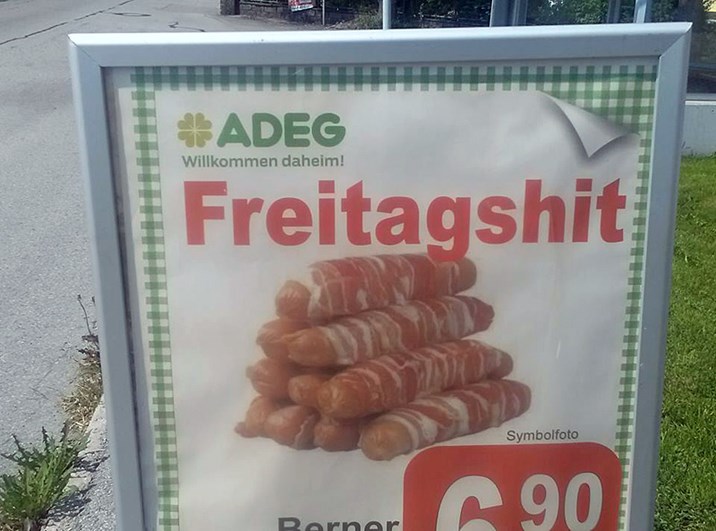 ADEG
Willkommen daheim!
Freitagshit
Symbolfoto
6 90
Berner